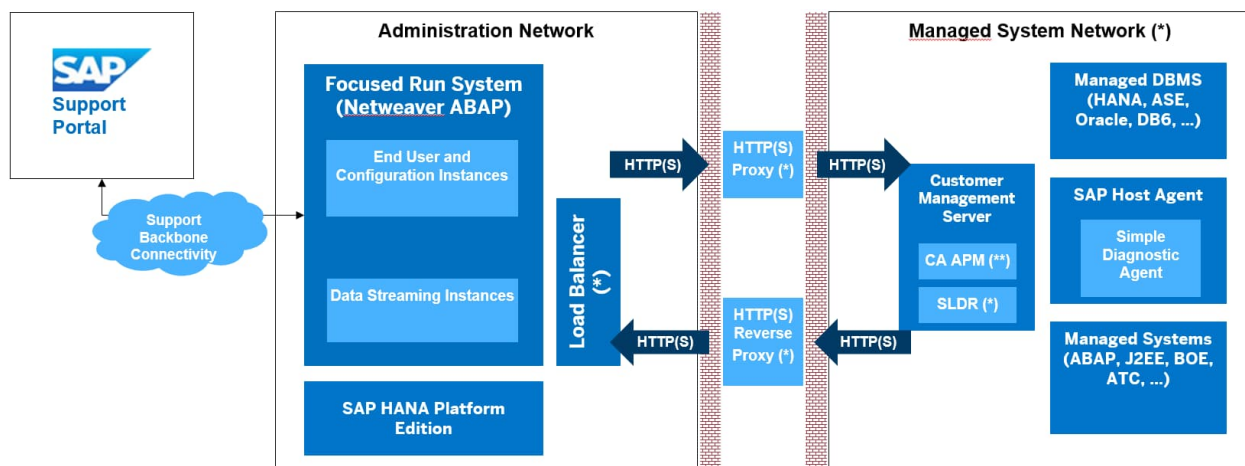 SAP
Support
Portal
Support
Backbone
Connectivity
Administration Network
Focused Run System
(Netweaver ABAP)
End User and
Configuration Instances
Data Streaming Instances
SAP HANA Platform
Edition
Load Balancer
(*)
HTTP(S)
HTTP(S)
Proxy (*)
HTTP(S)
HTTP(S)
HTTP(S)
Reverse
Proxy (*)
HTTP(S)
Managed System Network (*)
Customer
Management
Server
CA APM (**)
SLDR (*)
Managed DBMS
(HANA, ASE,
Oracle, DB6, ...)
SAP Host Agent
Simple
Diagnostic
Agent
Managed Systems
(ABAP, J2EE, BOE,
ATC, ...)